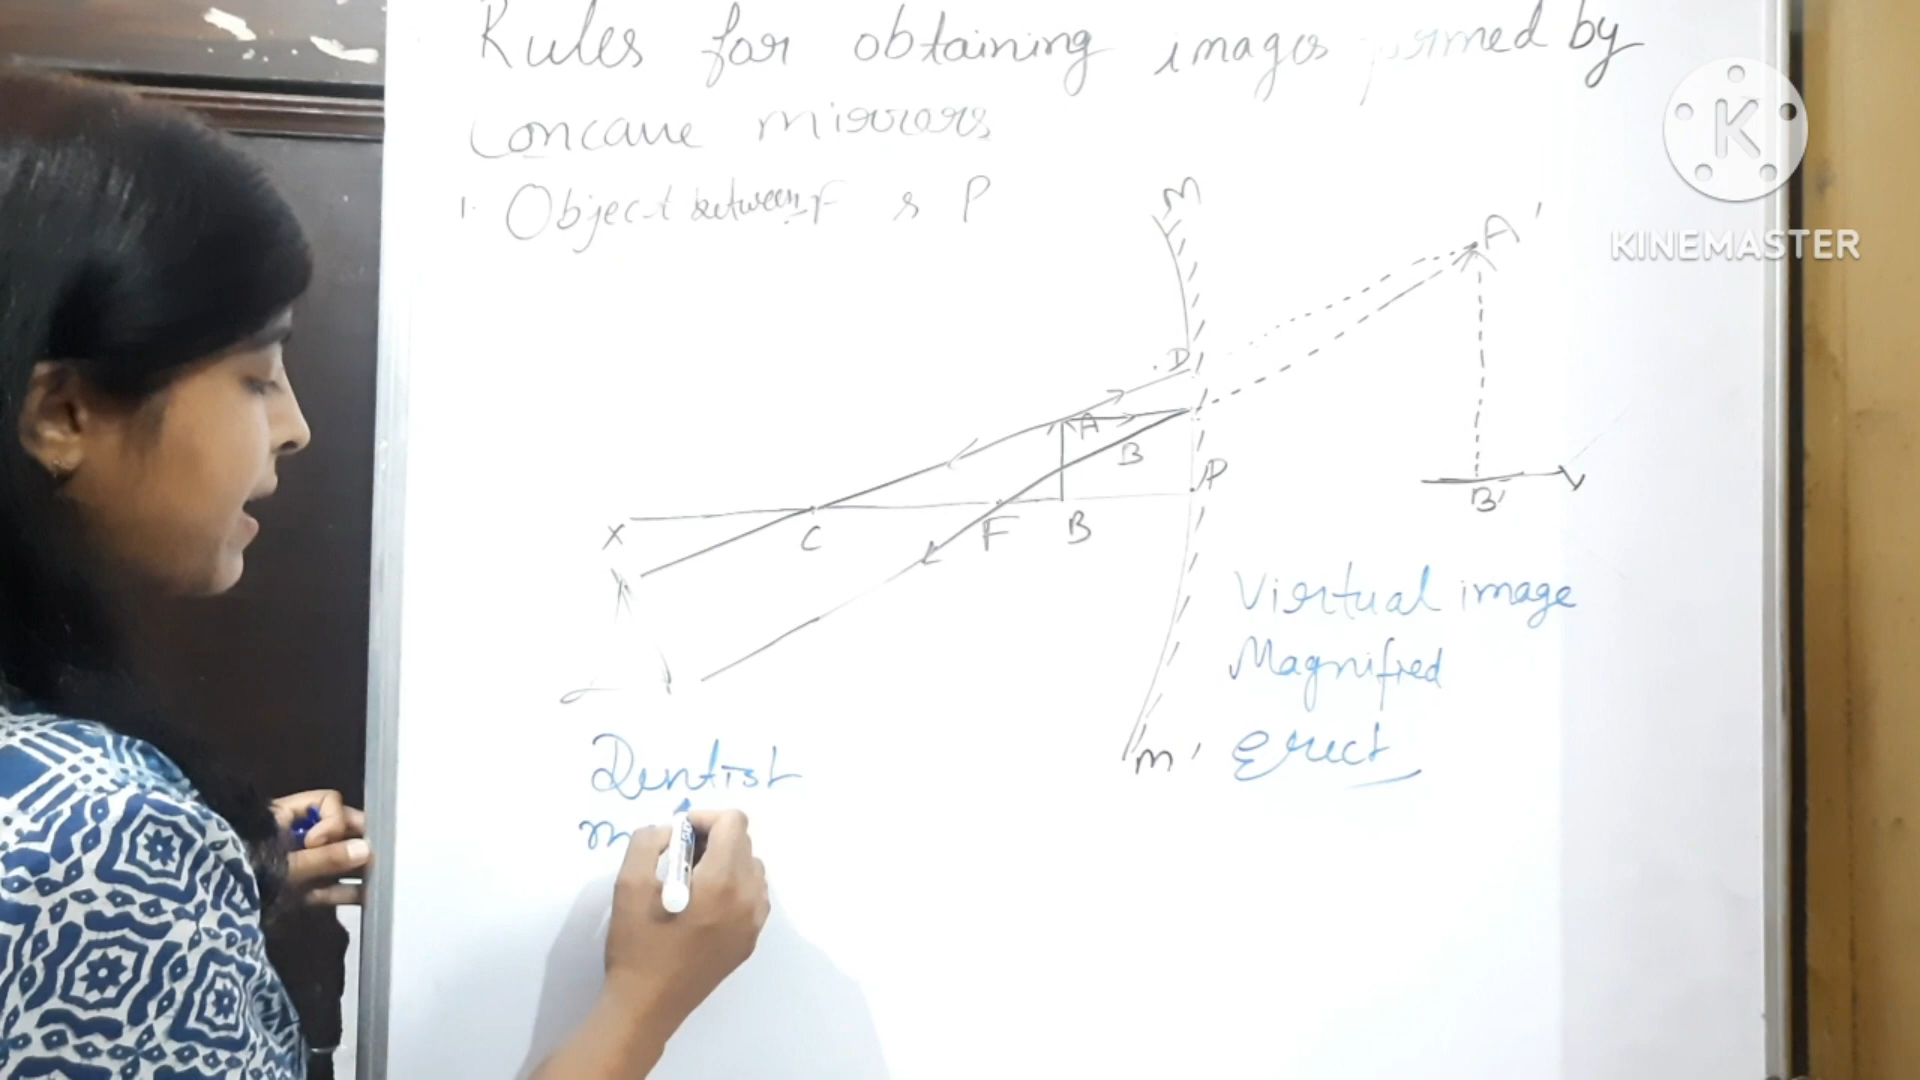 Rules for obtaining images formed by
Concave mirrors
1. Object between F & P
M
A'
KINEMASTER
D
A
B
P
X
C
F
B
B'
Virtual image
Magnified
Erect
m'
Dentist
m